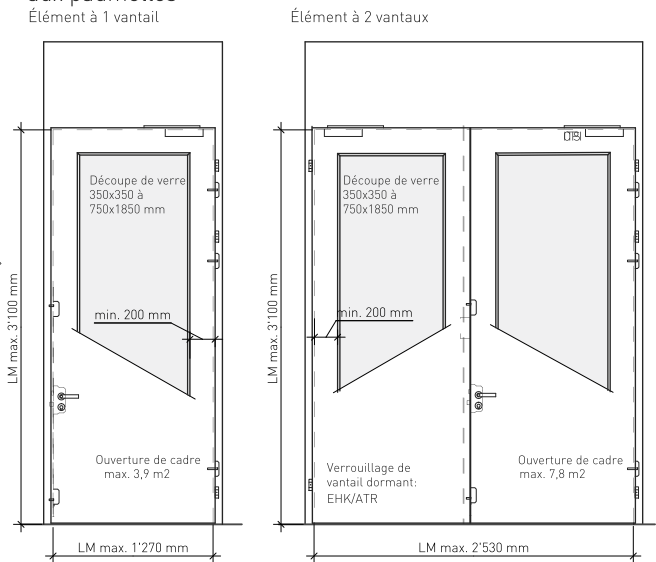 aux paumelles
Élément à 1 vantail
Élément à 2 vantaux
Découpe de verre
350x350 à
750x1850 mm
min. 200 mm
LM max. 3'100 mm
Ouverture de cadre
max. 3,9 m2
LM max. 1'270 mm
Découpe de verre
350x350 à
750x1850 mm
min. 200 mm
LM max. 3'100 mm
Verrouillage de
vantail dormant:
EHK/ATR
Ouverture de cadre
max. 7,8 m2
LM max. 2'530 mm